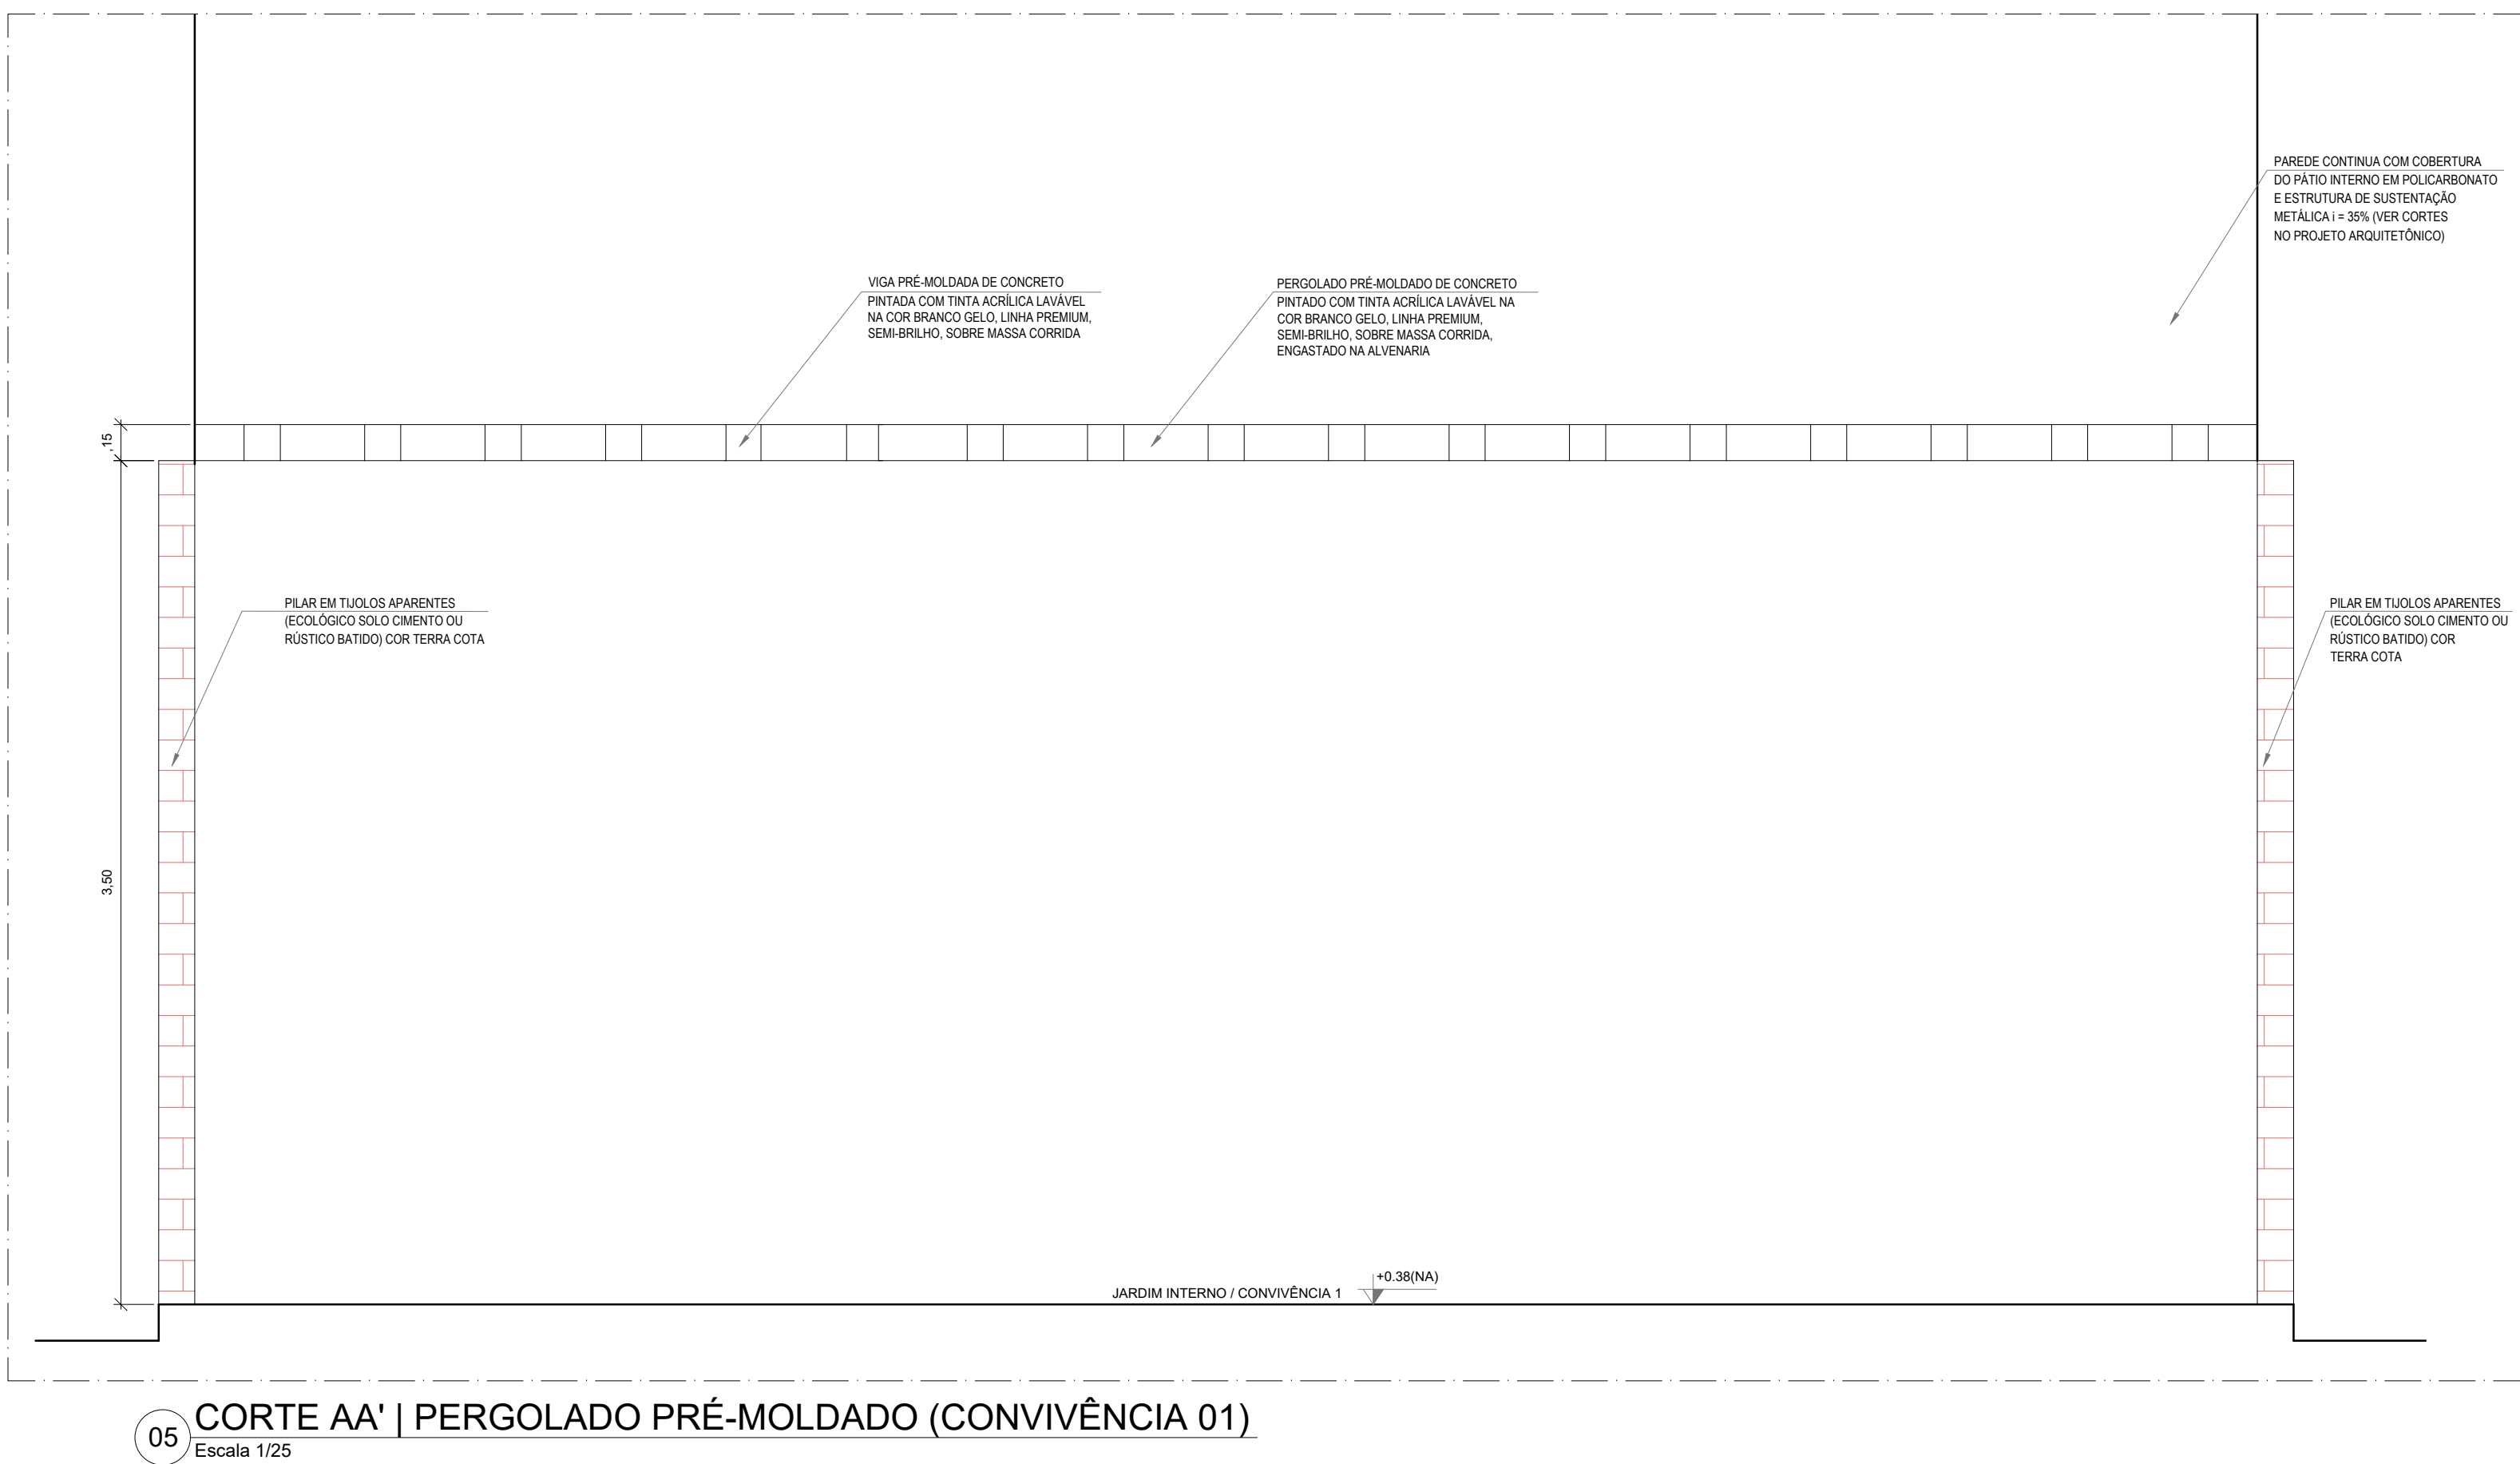 PAREDE CONTINUA COM COBERTURA
DO PÁTIO INTERNO EM POLICARBONATO
E ESTRUTURA DE SUSTENTAÇÃO
METÁLICA i = 35% (VER CORTES
NO PROJETO ARQUITETÔNICO)
VIGA PRÉ-MOLDADA DE CONCRETO
PINTADA COM TINTA ACRÍLICA LAVÁVEL
NA COR BRANCO GELO, LINHA PREMIUM,
SEMI-BRILHO, SOBRE MASSA CORRIDA
PERGOLADO PRÉ-MOLDADO DE CONCRETO
PINTADO COM TINTA ACRÍLICA LAVÁVEL NA
COR BRANCO GELO, LINHA PREMIUM,
SEMI-BRILHO, SOBRE MASSA CORRIDA,
ENGASTADO NA ALVENARIA
,15
PILAR EM TIJOLOS APARENTES
(ECOLÓGICO SOLO CIMENTO OU
RÚSTICO BATIDO) COR TERRA COTA
PILAR EM TIJOLOS APARENTES
(ECOLÓGICO SOLO CIMENTO OU
RÚSTICO BATIDO) COR
TERRA COTA
3,50
JARDIM INTERNO / CONVIVÊNCIA 1
+0.38(NA)
05
CORTE AA' | PERGOLADO PRÉ-MOLDADO (CONVIVÊNCIA 01)
Escala 1/25